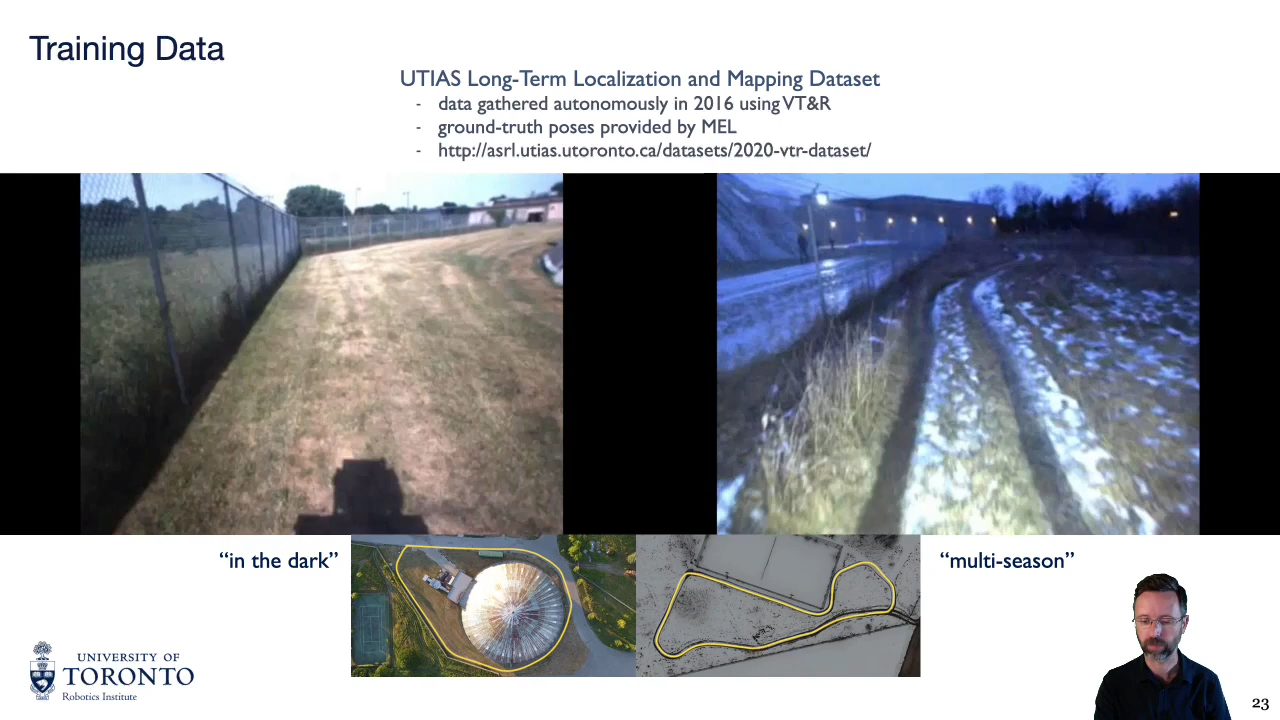 Training Data
UTIAS Long-Term Localization and Mapping Dataset
- data gathered autonomously in 2016 using VT&R
- ground-truth poses provided by MEL
- http://asrl.utias.utoronto.ca/datasets/2020-vtr-dataset/
“in the dark”
“multi-season”
UNIVERSITY OF
TORONTO
Robotics Institute
23